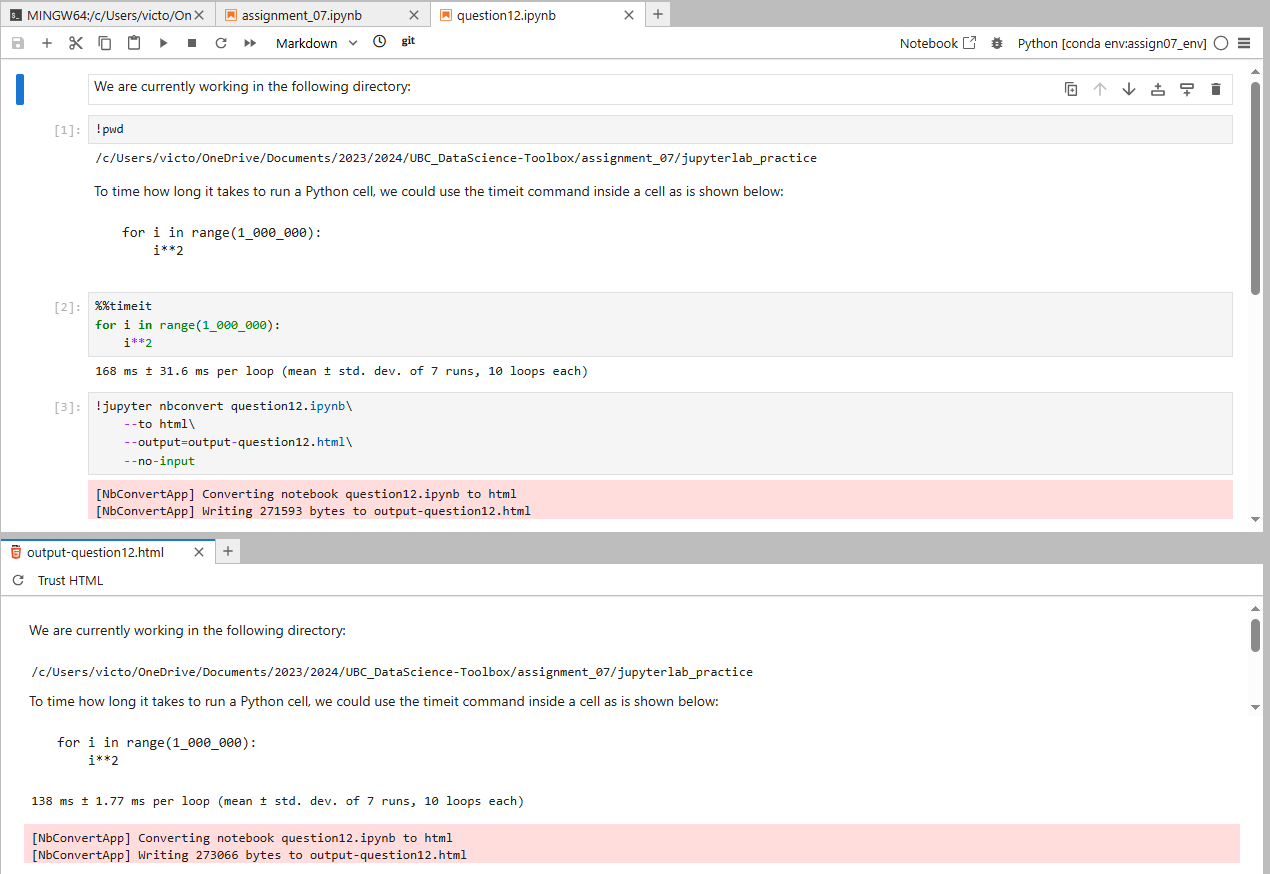 MINGW64:/c/Users/victo/On
assignment_07.ipynb
question12.ipynb
Markdown
git
Notebook
Python [conda env:assign07_env]
We are currently working in the following directory:
[1]:
!pwd
/c/Users/victo/OneDrive/Documents/2023/2024/UBC_DataScience-Toolbox/assignment_07/jupyterlab_practice
To time how long it takes to run a Python cell, we could use the timeit command inside a cell as is shown below:
for i in range(1_000_000):
    i**2
[2]:
%%timeit
for i in range(1_000_000):
    i**2
168 ms ± 31.6 ms per loop (mean ± std. dev. of 7 runs, 10 loops each)
[3]:
!jupyter nbconvert question12.ipynb\
    --to html\
    --output=output-question12.html\
    --no-input
[NbConvertApp] Converting notebook question12.ipynb to html
[NbConvertApp] Writing 271593 bytes to output-question12.html
output-question12.html
Trust HTML
We are currently working in the following directory:
/c/Users/victo/OneDrive/Documents/2023/2024/UBC_DataScience-Toolbox/assignment_07/jupyterlab_practice
To time how long it takes to run a Python cell, we could use the timeit command inside a cell as is shown below:
for i in range(1_000_000):
    i**2
138 ms ± 1.77 ms per loop (mean ± std. dev. of 7 runs, 10 loops each)
[NbConvertApp] Converting notebook question12.ipynb to html
[NbConvertApp] Writing 273066 bytes to output-question12.html